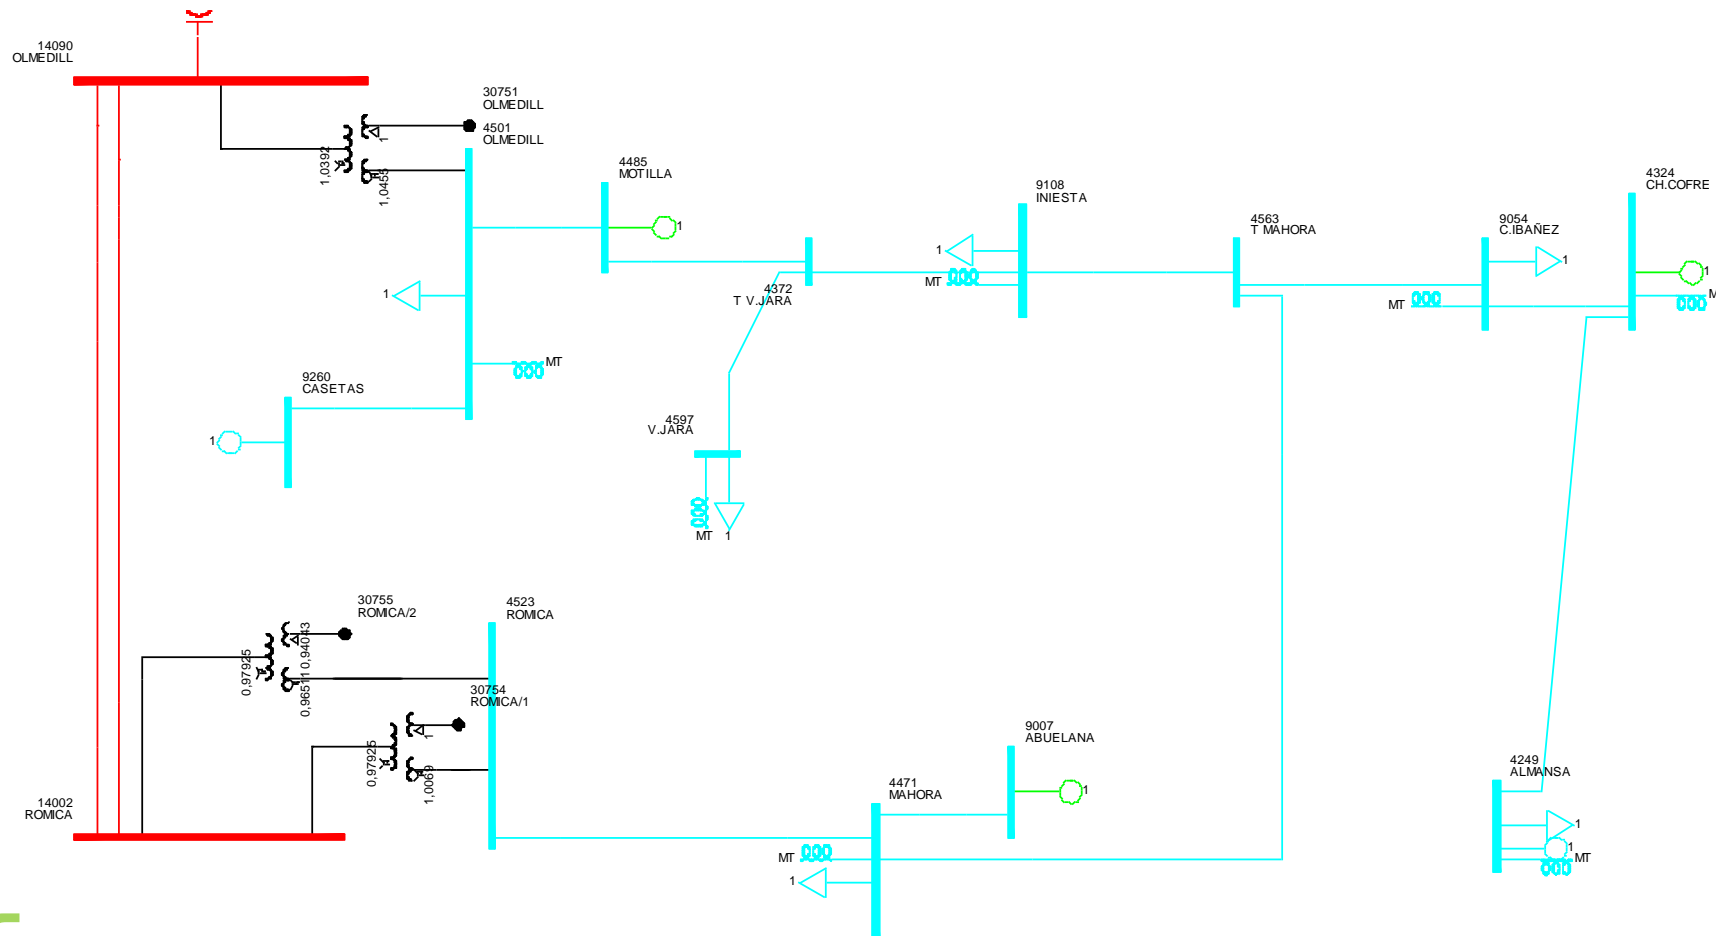 14090
OLMEDILL
30751
OLMEDILL
4501
OLMEDILL
1
1,0392
1,0455
4485
MOTILLA
1
9108
INIESTA
1
MT
4372
T V.JARA
4563
T MAHORA
9054
C.IBAÑEZ
1
MT
4324
CH.COFRE
1
M
1
MT
9260
CASETAS
1
4597
V.JARA
MT 1
30755
ROMICA/2
4523
ROMICA
0,97925
0,94043
0,96511
30754
ROMICA/1
0,97925
1
1,0069
14002
ROMICA
9007
ABUELANA
1
4471
MAHORA
MT
1
4249
ALMANSA
1
1
MT